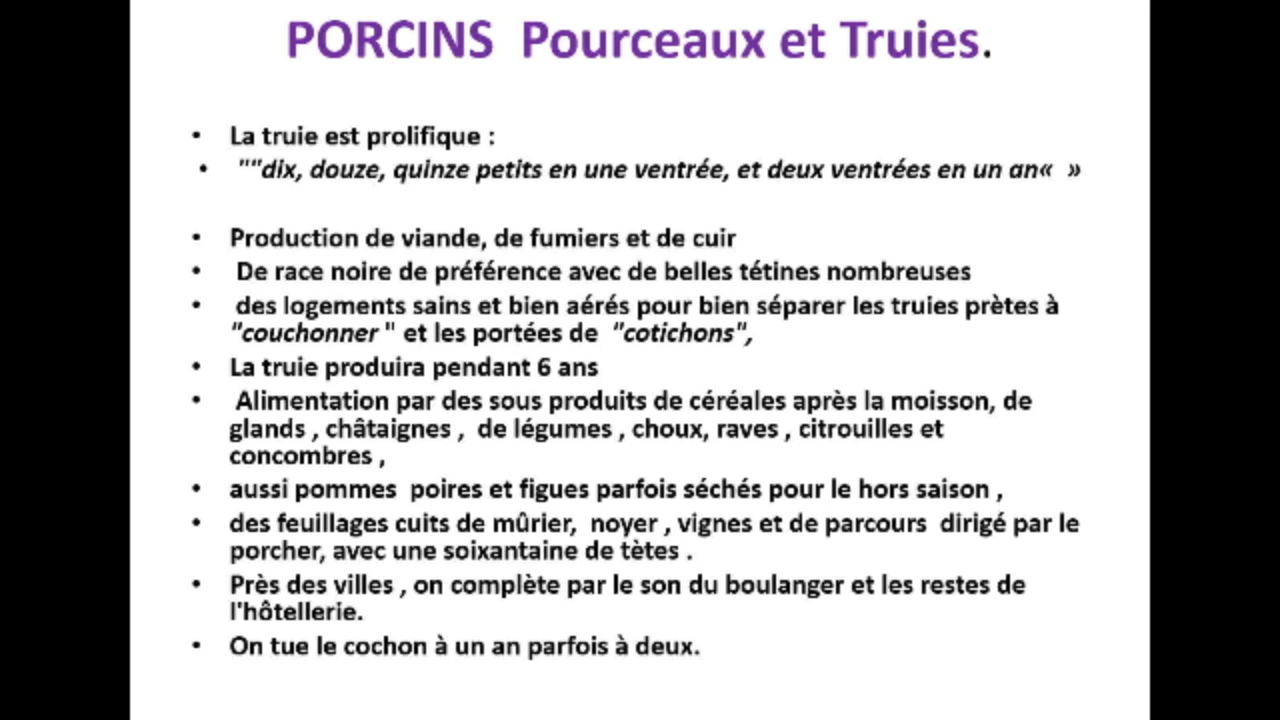 PORCINS Pourceaux et Truies.
• La truie est prolifique :
• ""dix, douze, quinze petits en une ventrée, et deux ventrées en un an« »
• Production de viande, de fumiers et de cuir
• De race noire de préférence avec de belles tétines nombreuses
• des logements sains et bien aérés pour bien séparer les truies prètes à
"couchonner " et les portées de "cotichons",
• La truie produira pendant 6 ans
• Alimentation par des sous produits de céréales après la moisson, de
glands , châtaignes , de légumes , choux, raves , citrouilles et
concombres ,
• aussi pommes poires et figues parfois séchés pour le hors saison ,
• des feuillages cuits de mûrier, noyer , vignes et de parcours dirigé par le
porcher, avec une soixantaine de tètes .
• Près des villes , on complète par le son du boulanger et les restes de
l'hôtellerie.
• On tue le cochon à un an parfois à deux.